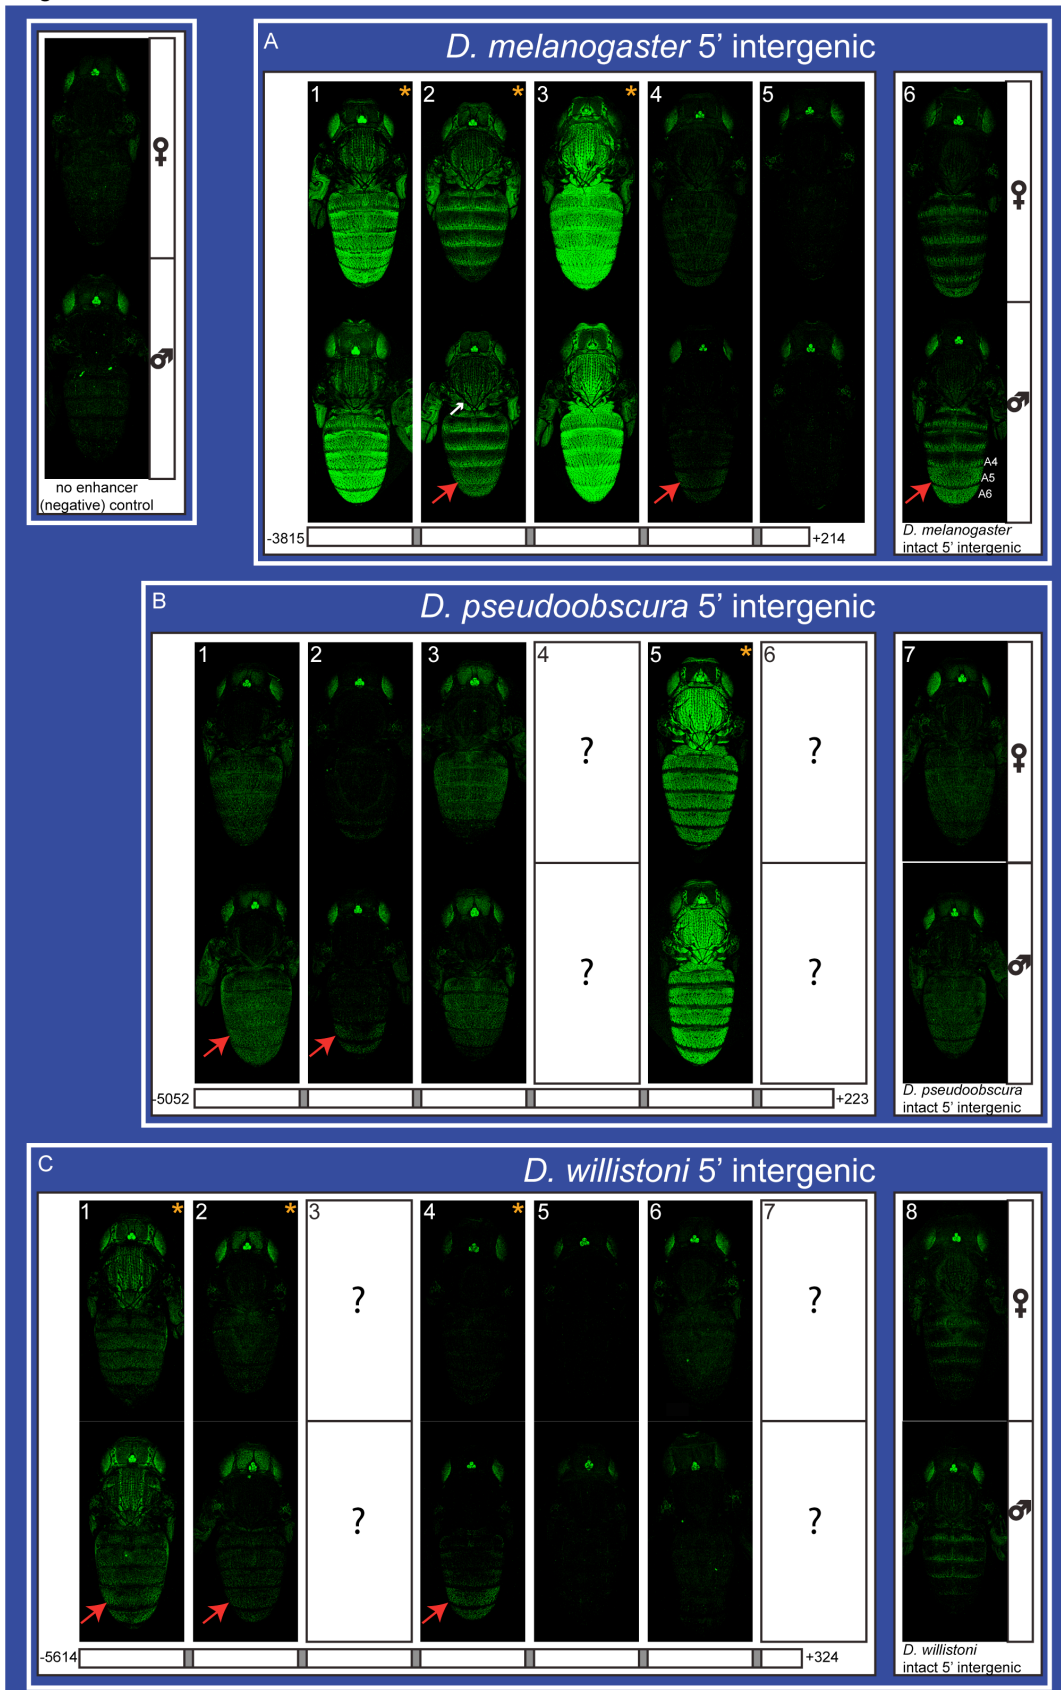 ♀
♂
no enhancer
(negative) control
A
D. melanogaster 5' intergenic
1 * 2 * 3 * 4 5 6
♀
♂
A4
A5
A6
-3815 +214
D. melanogaster
intact 5' intergenic
B
D. pseudoobscura 5' intergenic
1 2 3 4 5 * 6 7
? ? ♀
? ? ♂
-5052 +223
D. pseudoobscura
intact 5' intergenic
C
D. willistoni 5' intergenic
1 * 2 * 3 4 * 5 6 7 8
? ? ♀
? ? ♂
-5614 +324
D. willistoni
intact 5' intergenic